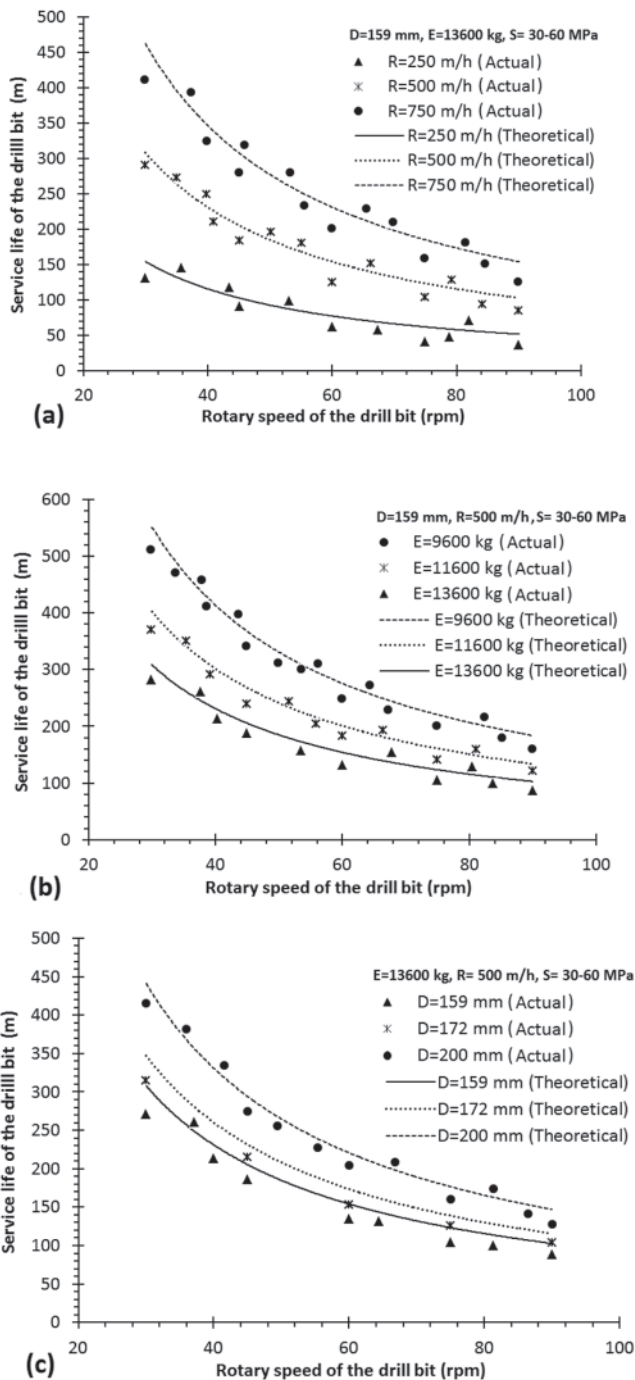 500
450
400
350
300
250
200
150
100
50
0
Service life of the drilll bit (m)
D=159 mm, E=13600 kg, S= 30-60 MPa
R=250 m/h (Actual)
R=500 m/h (Actual)
R=750 m/h (Actual)
R=250 m/h (Theoretical)
R=500 m/h (Theoretical)
R=750 m/h (Theoretical)
20 40 60 80 100
Rotary speed of the drill bit (rpm)
(a)
600
500
400
300
200
100
0
Service life of the drilll bit (m)
D=159 mm, R=500 m/h, S= 30-60 MPa
E=9600 kg (Actual)
E=11600 kg (Actual)
E=13600 kg (Actual)
E=9600 kg (Theoretical)
E=11600 kg (Theoretical)
E=13600 kg (Theoretical)
20 40 60 80 100
Rotary speed of the drill bit (rpm)
(b)
500
450
400
350
300
250
200
150
100
50
0
Service life of the drilll bit (m)
E=13600 kg, R= 500 m/h, S= 30-60 MPa
D=159 mm (Actual)
D=172 mm (Actual)
D=200 mm (Actual)
D=159 mm (Theoretical)
D=172 mm (Theoretical)
D=200 mm (Theoretical)
20 40 60 80 100
Rotary speed of the drill bit (rpm)
(c)